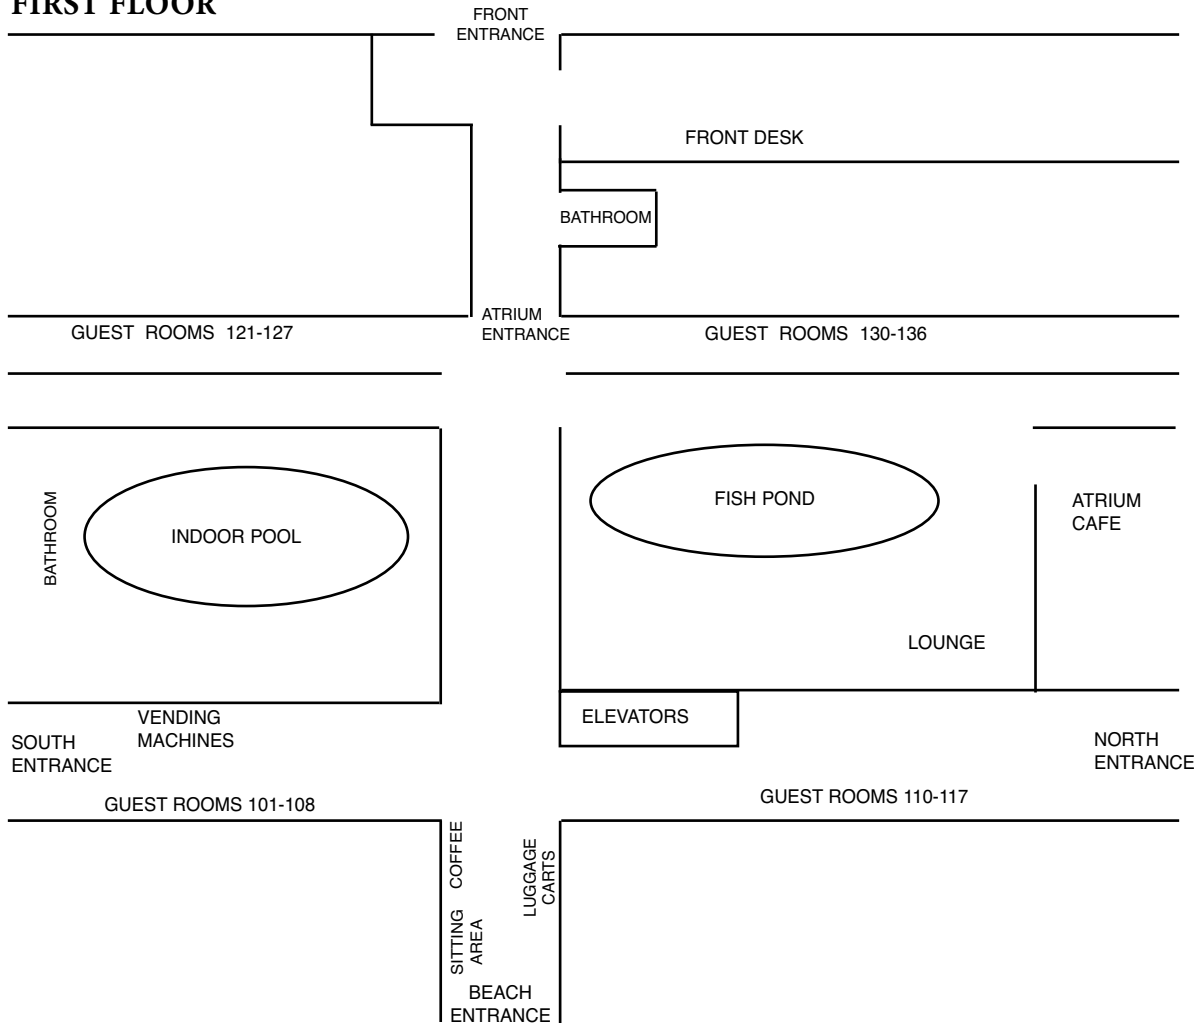 FIRST FLOOR
FRONT
ENTRANCE
FRONT DESK
BATHROOM
ATRIUM
ENTRANCE
GUEST ROOMS 121-127
GUEST ROOMS 130-136
BATHROOM
INDOOR POOL
FISH POND
ATRIUM
CAFE
LOUNGE
VENDING
MACHINES
ELEVATORS
SOUTH
ENTRANCE
NORTH
ENTRANCE
GUEST ROOMS 101-108
GUEST ROOMS 110-117
COFFEE
LUGGAGE
CARTS
SITTING
AREA
BEACH
ENTRANCE